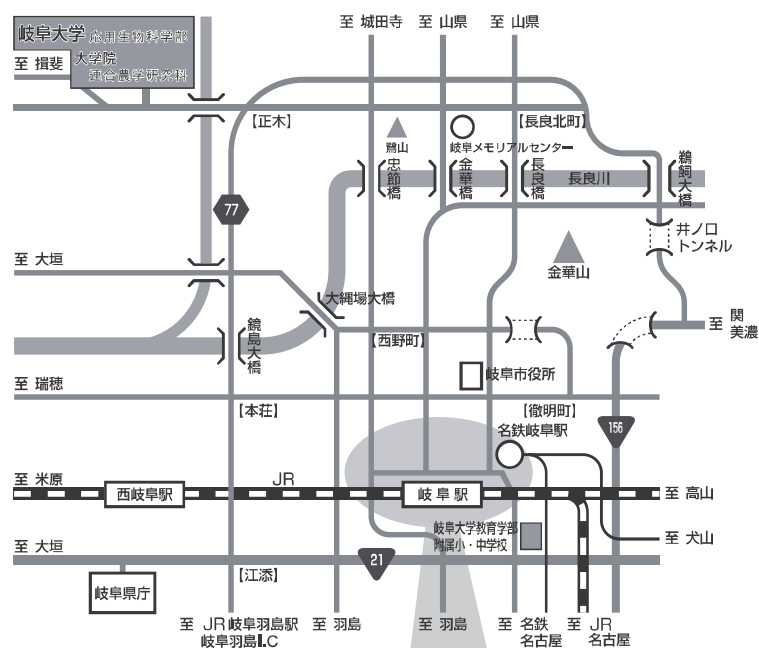 岐阜大学 応用生物科学部
大学院
連合農学研究科
至 城田寺
至 山県
至 山県
至 揖斐
【正木】
【長良北町】
鷺山
岐阜メモリアルセンター
忠節橋
金華橋
長良橋
長良川
鵜飼大橋
77
井ノ口
トンネル
至 大垣
金華山
大縄場大橋
鏡島大橋
【西野町】
至 関
美濃
岐阜市役所
至 瑞穂
【本荘】
【徹明町】
名鉄岐阜駅
156
至 米原
西岐阜駅
JR
岐阜駅
至 高山
岐阜大学教育学部
附属小・中学校
至 犬山
至 大垣
21
【江添】
岐阜県庁
至 JR岐阜羽島駅
岐阜羽島I.C
至 羽島
至 羽島
至 名鉄
名古屋
至 JR
名古屋